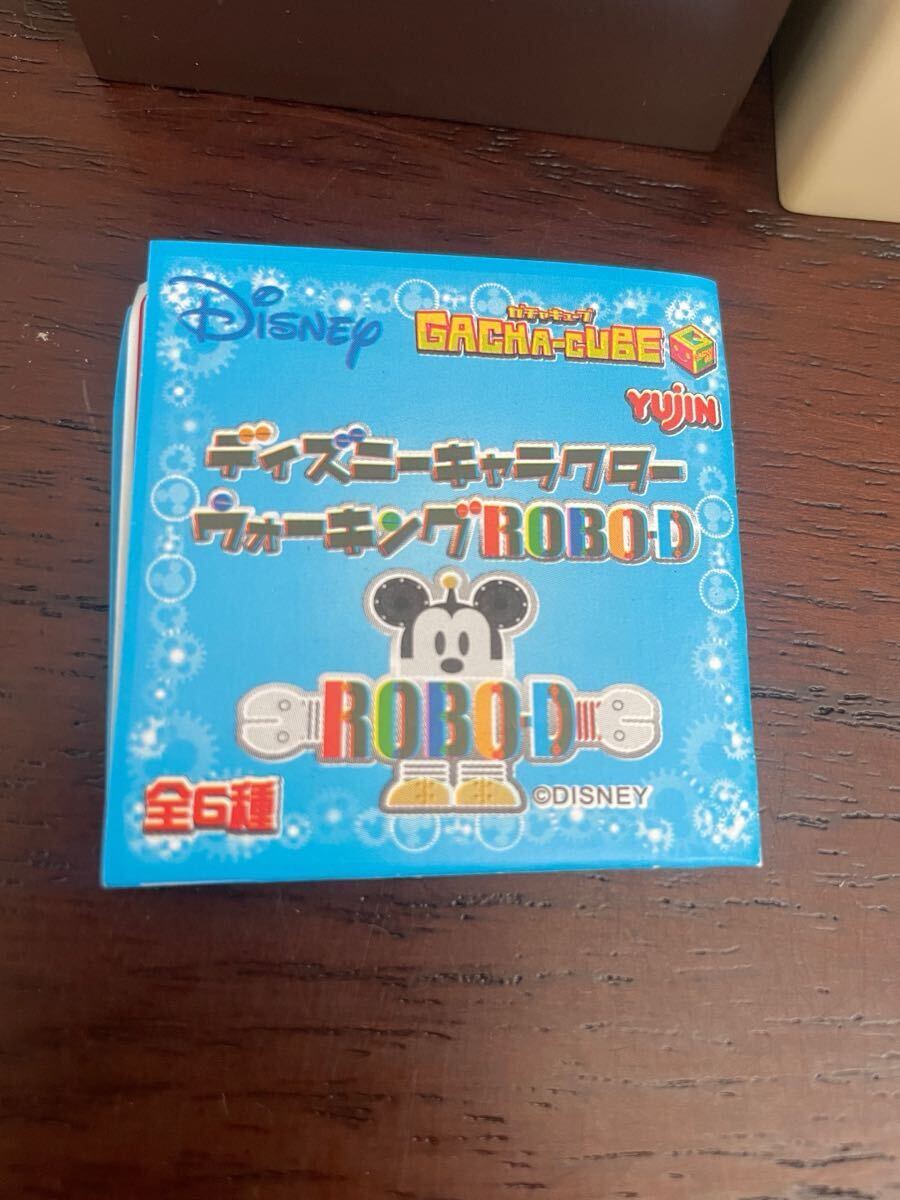 Disney
ガチャキューブ
GACHA-CUBE
YUJIN
ディズニーキャラクター
ウォーキングROBO-D
ROBO-D
全6種
©DISNEY